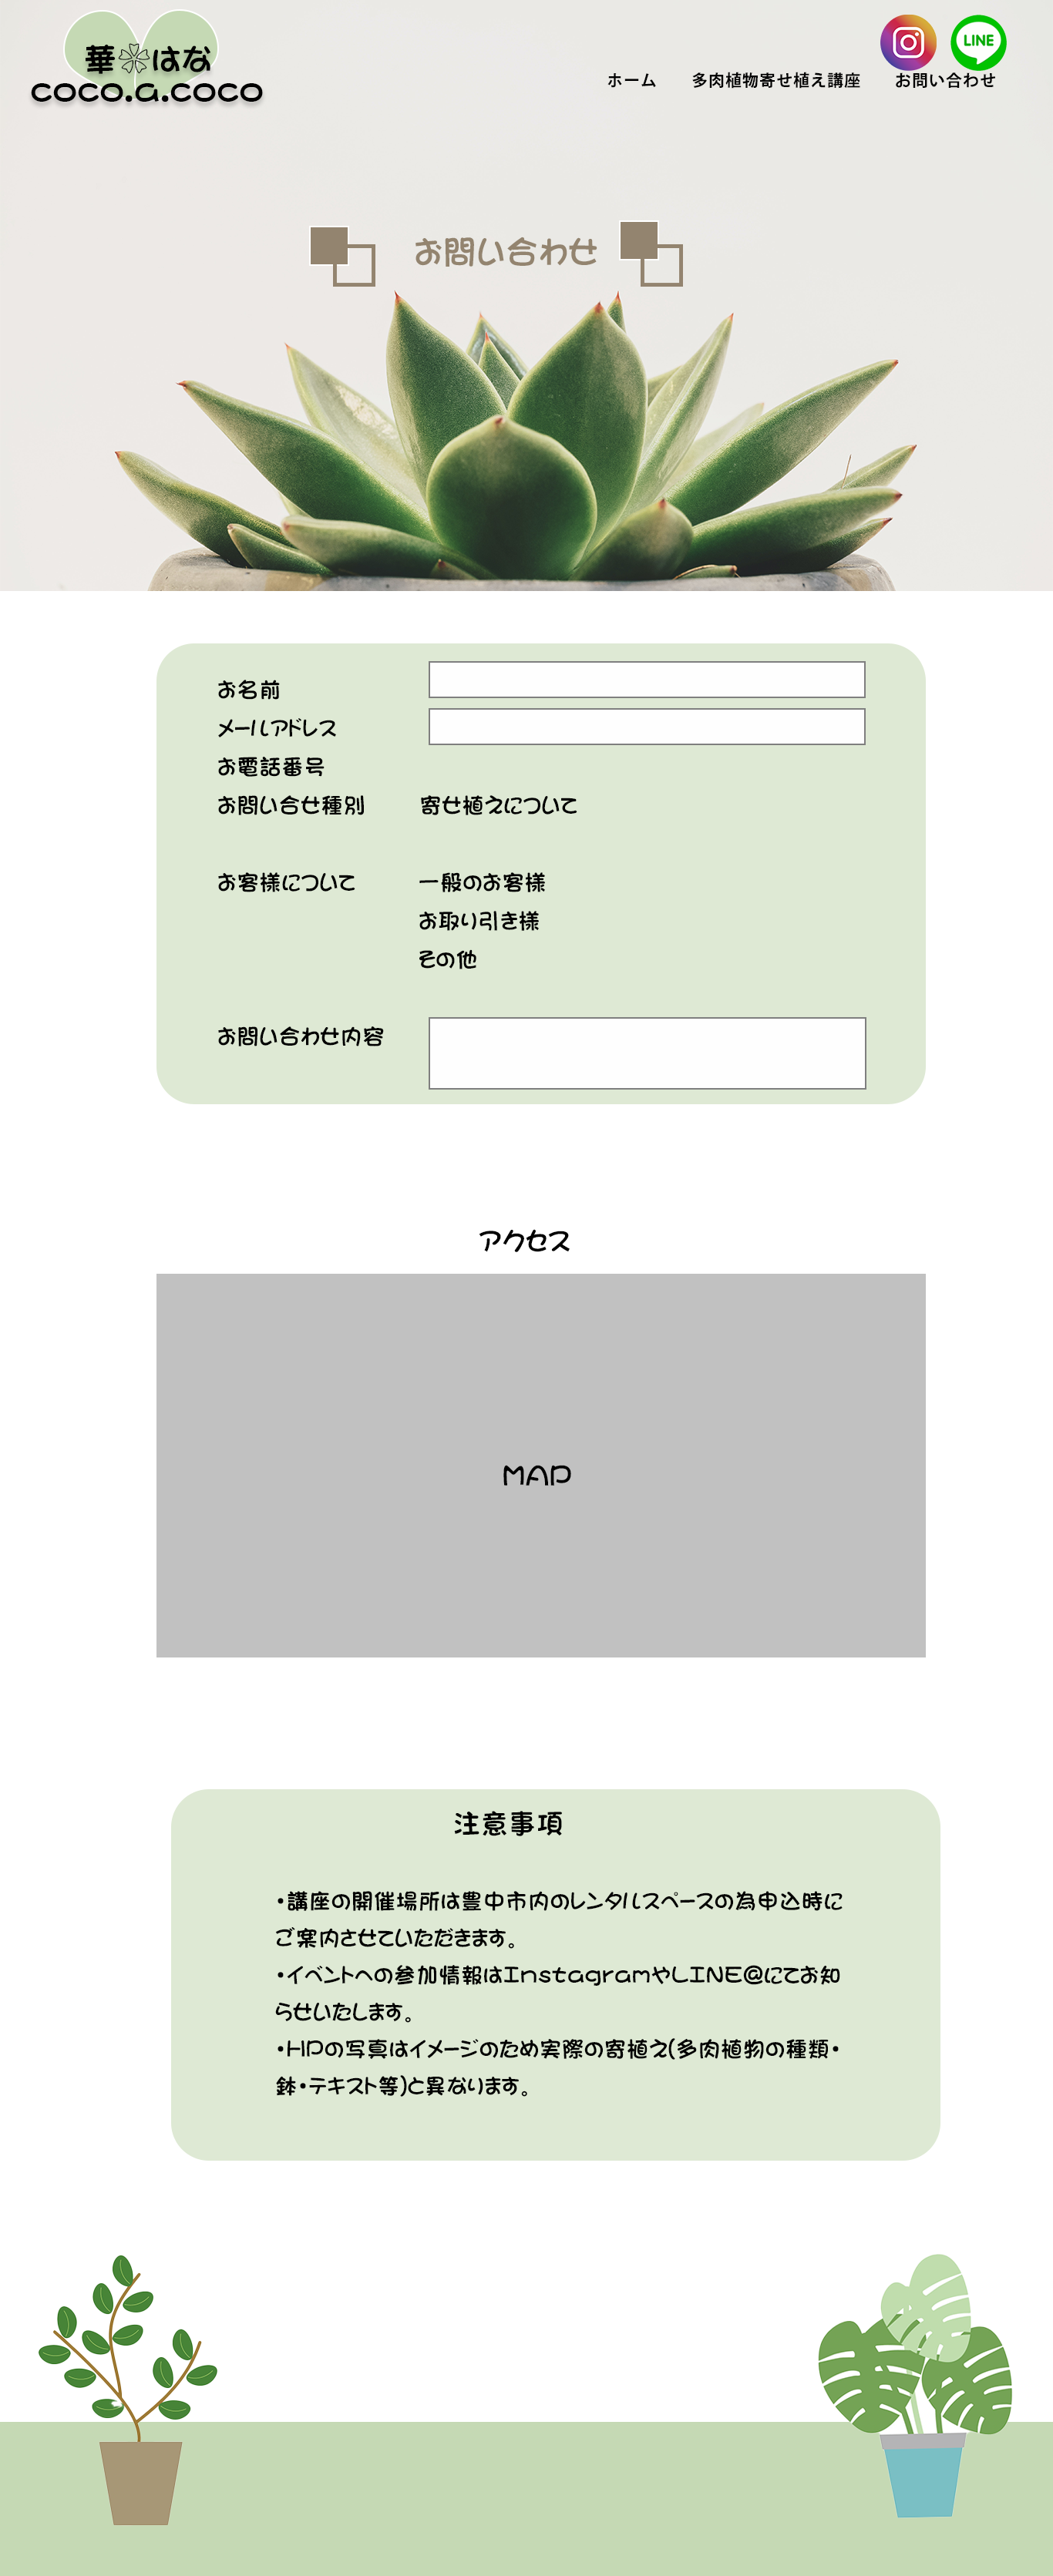 華はな
coco.a.coco
LINE
ホーム 多肉植物寄せ植え講座 お問い合わせ
お問い合わせ
お名前
メールアドレス
お電話番号
お問い合せ種別 寄せ植えについて
お客様について 一般のお客様
お取り引き様
その他
お問い合わせ内容
アクセス
MAP
注意事項
・講座の開催場所は豊中市内のレンタルスペースの為申込時に
ご案内させていただきます。
・イベントへの参加情報はInstagramやLINE@にてお知
らせいたします。
・HPの写真はイメージのため実際の寄植え(多肉植物の種類・
鉢・テキスト等)と異なります。